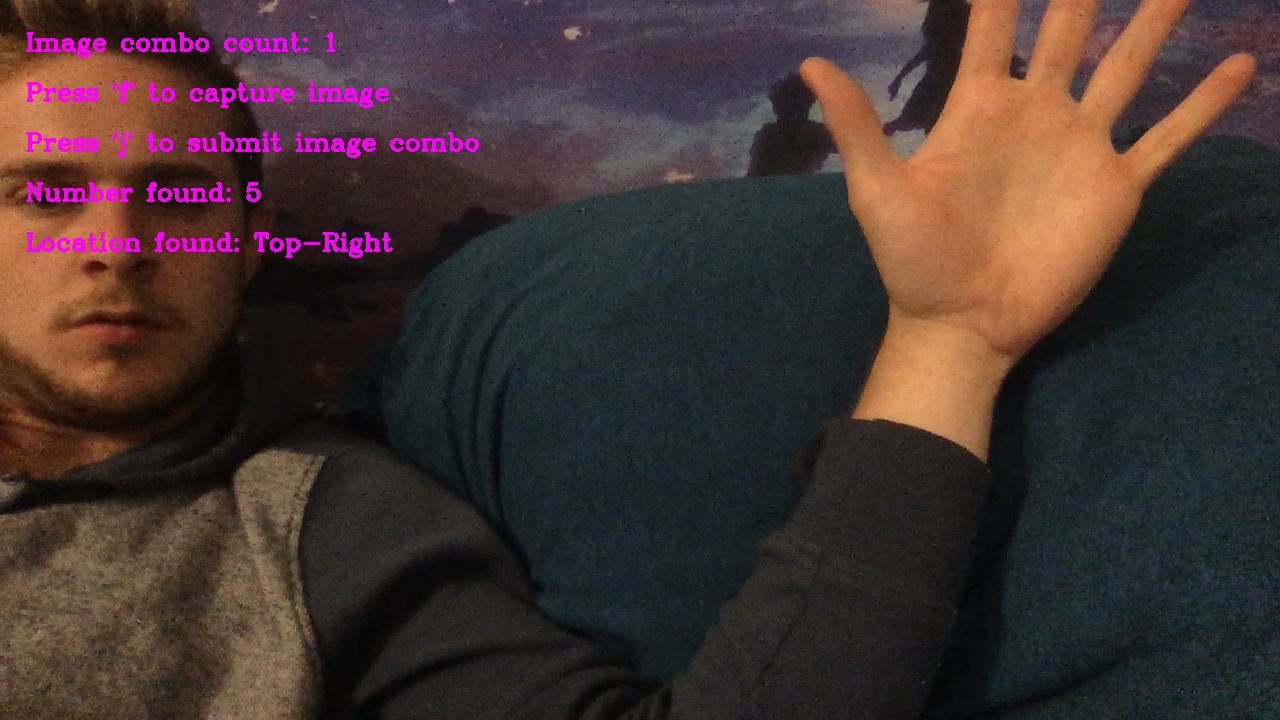 Image combo count: 1
Press 'f' to capture image
Press 'j' to submit image combo
Number found: 5
Location found: Top-Right